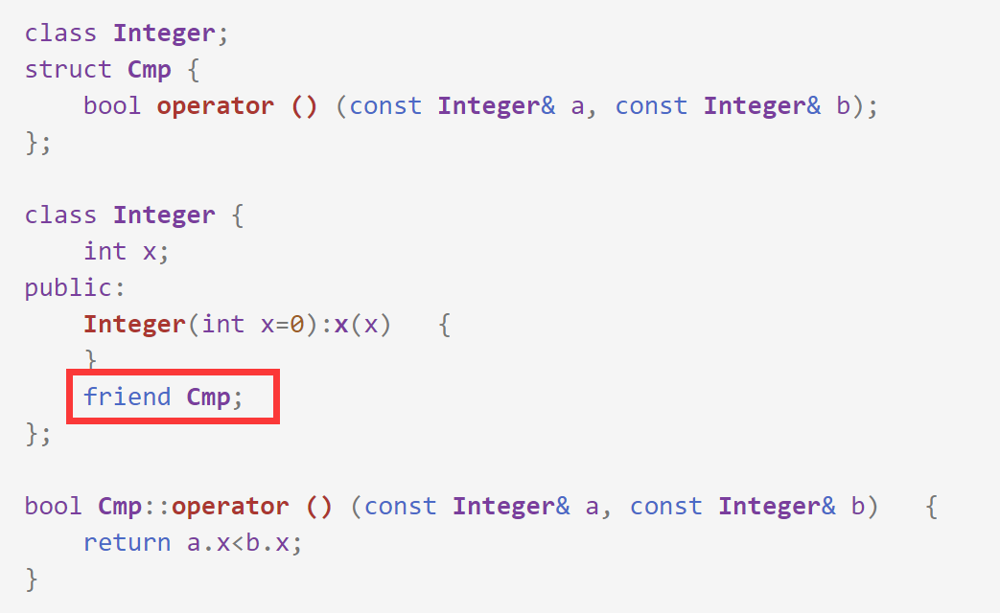 class Integer;
struct Cmp {
    bool operator () (const Integer& a, const Integer& b);
};

class Integer {
    int x;
public:
    Integer(int x=0):x(x)   {
    }
    friend Cmp;
};

bool Cmp::operator () (const Integer& a, const Integer& b)   {
    return a.x<b.x;
}